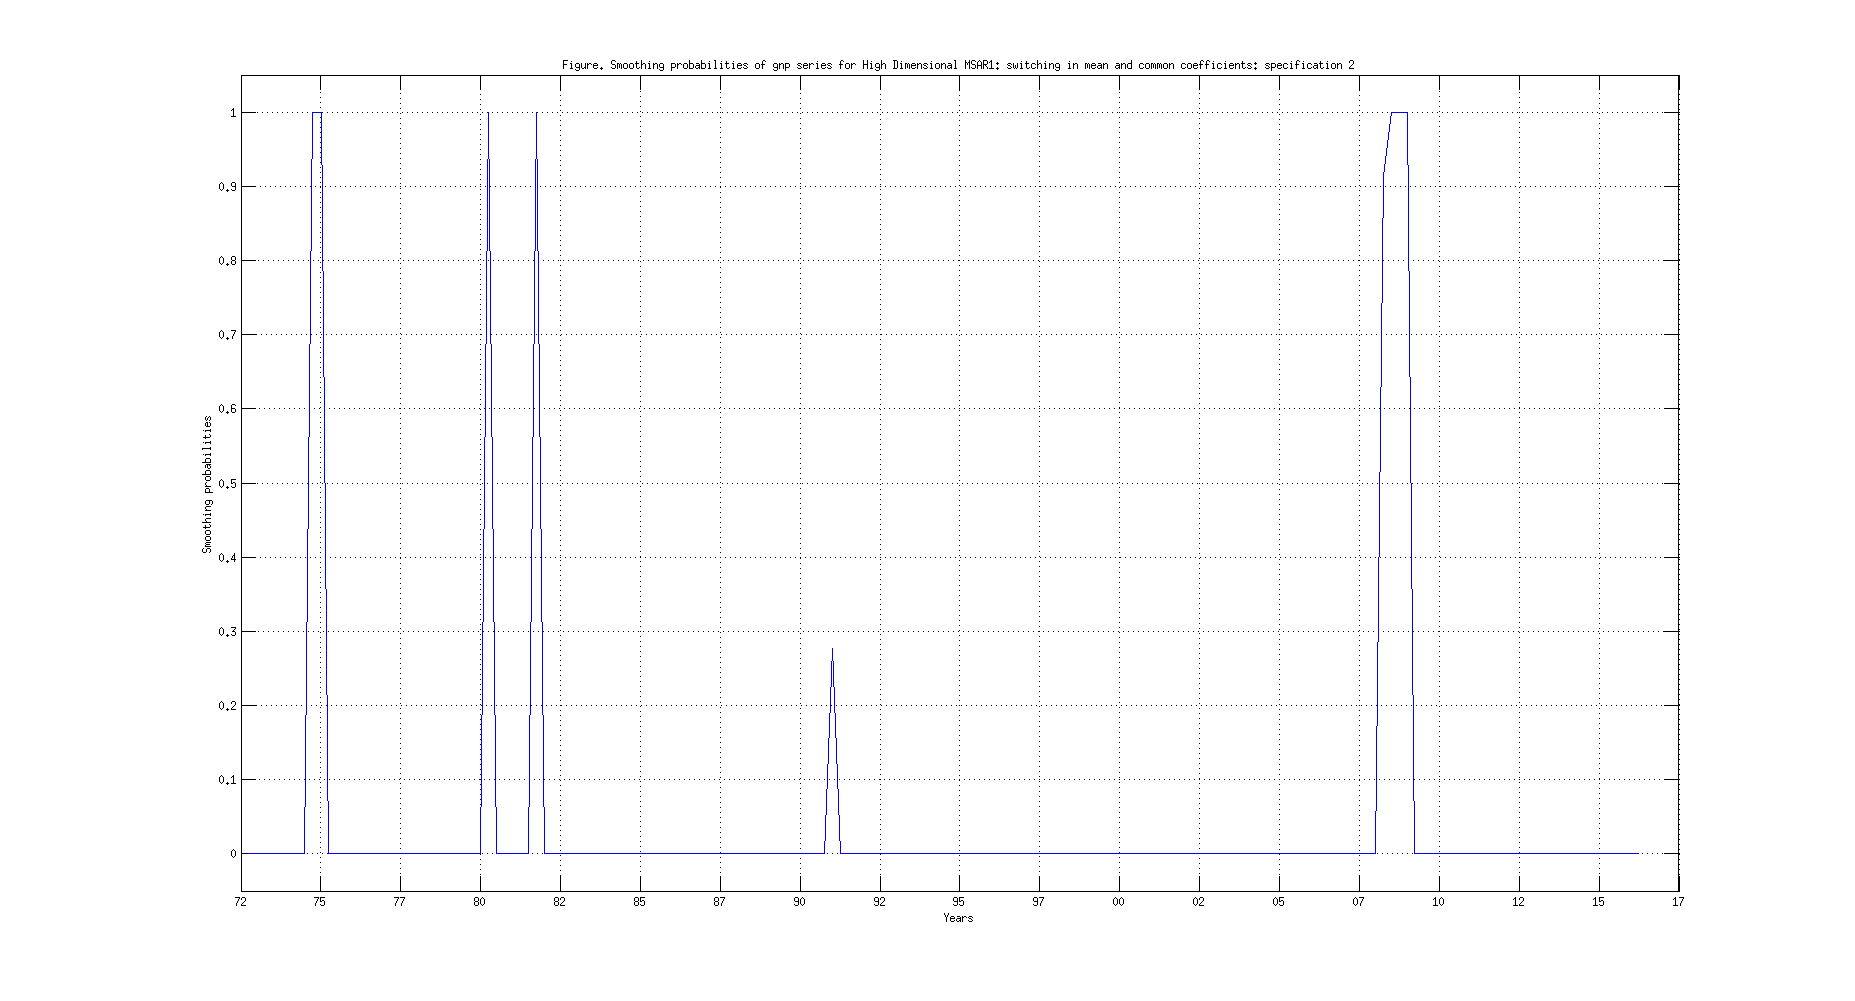 Figure. Smoothing probabilities of gnp series for High Dimensional MSAR1: switching in mean and common coefficients: specification 2
1
0.9
0.8
0.7
0.6
0.5
0.4
0.3
0.2
0.1
0
Smoothing probabilities
72 75 77 80 82 85 87 90 92 95 97 00 02 05 07 10 12 15 17
Years